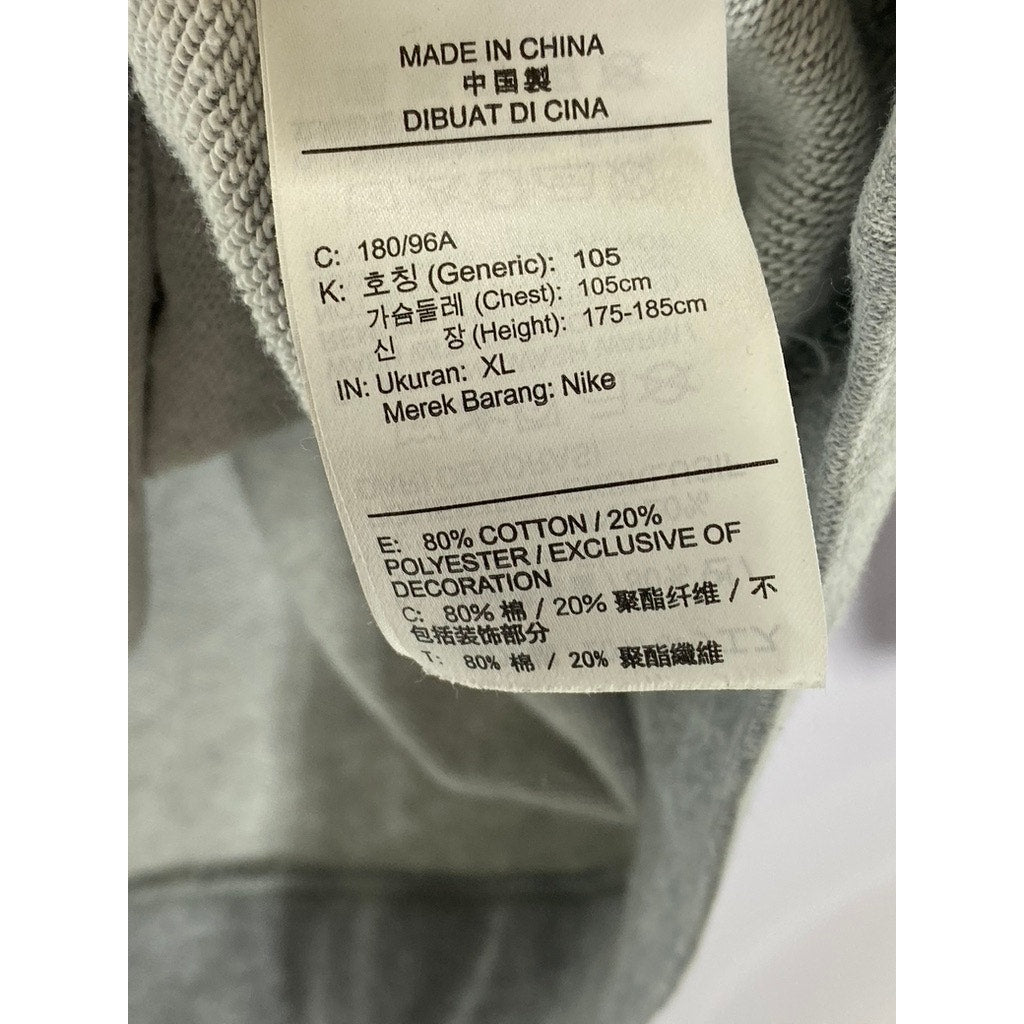 MADE IN CHINA
中国製
DIBUAT DI CINA
C: 180/96A
K: 호칭 (Generic): 105
가슴둘레 (Chest): 105cm
신 장 (Height): 175-185cm
IN: Ukuran: XL
Merek Barang: Nike
E: 80% COTTON / 20%
POLYESTER / EXCLUSIVE OF
DECORATION
C: 80% 棉 / 20% 聚酯纤维 / 不
包括装饰部分
T: 80% 棉 / 20% 聚酯纖維